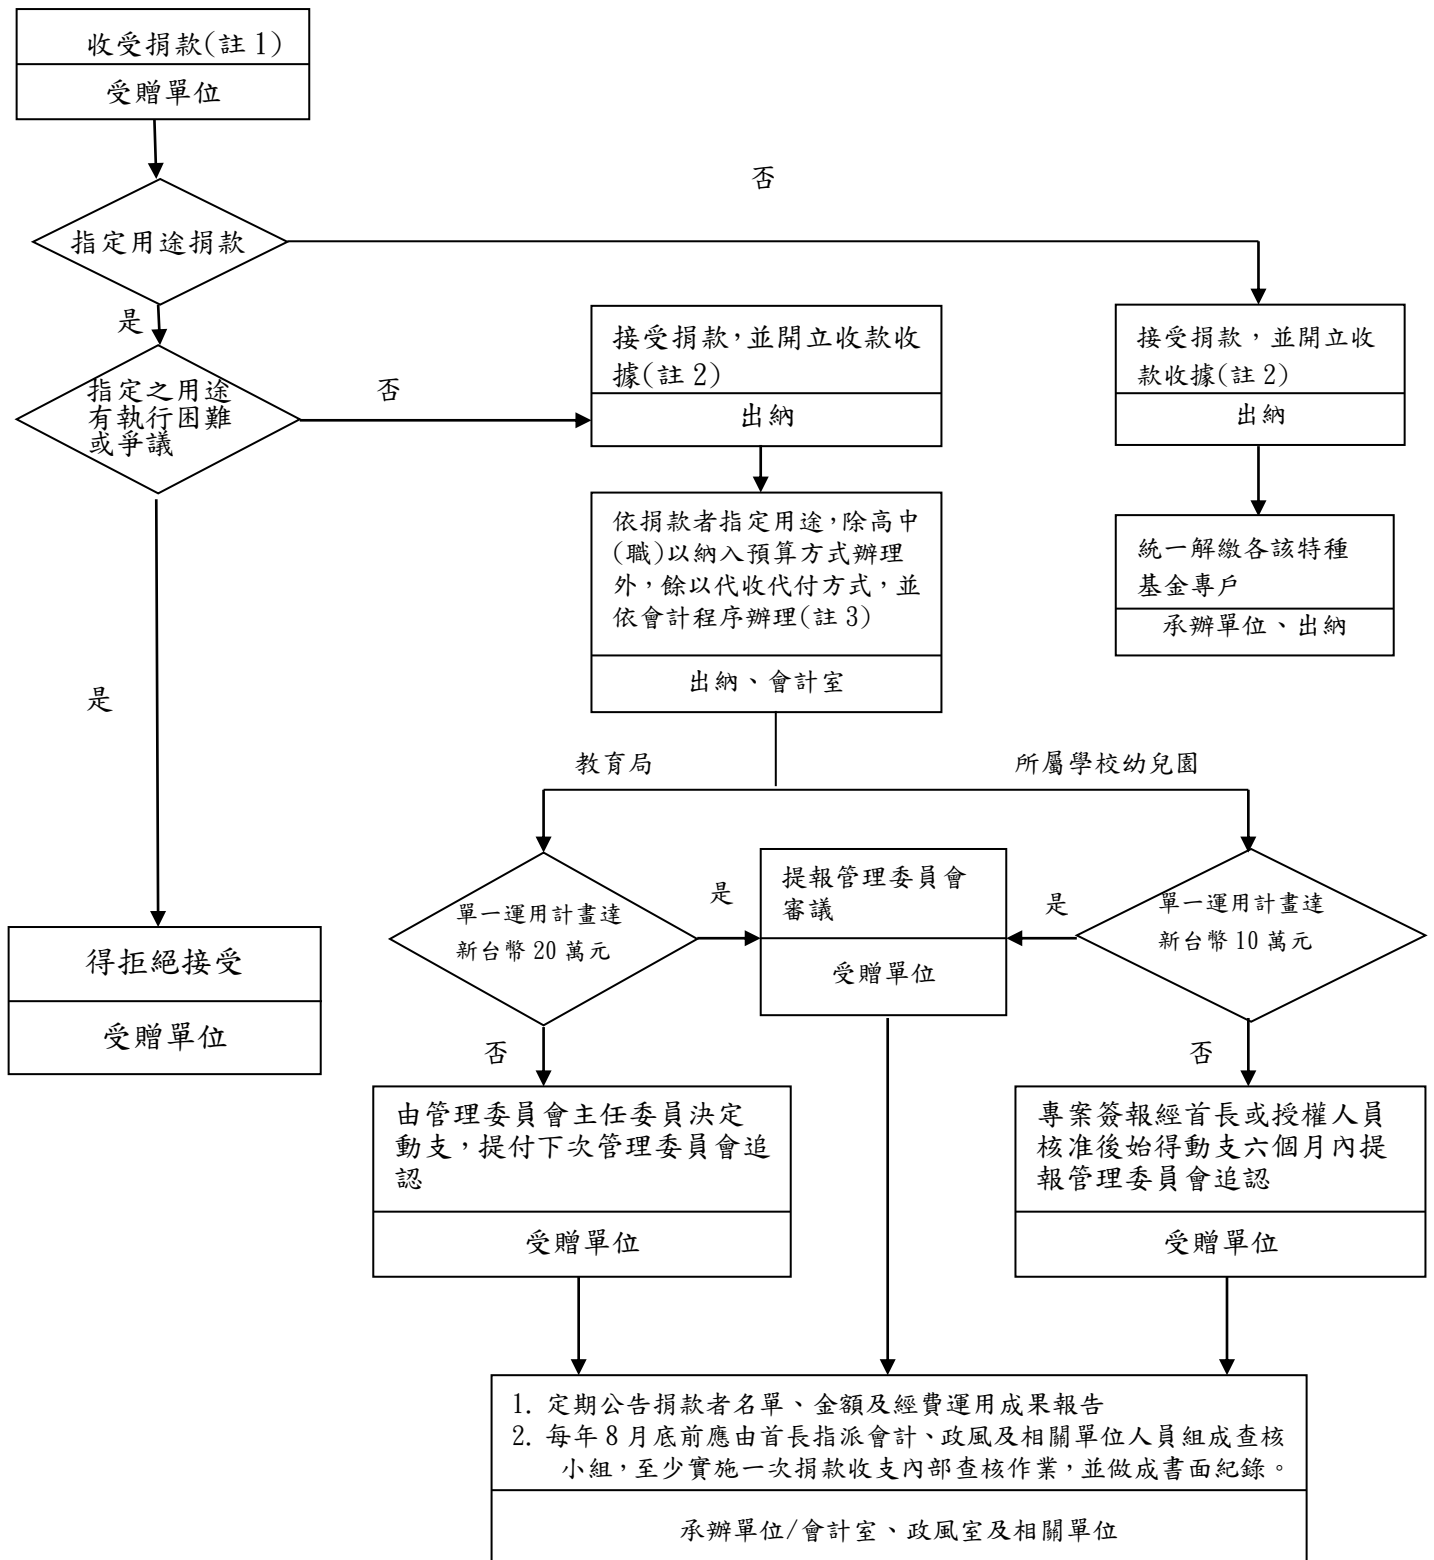 收受捐款(註1)
受贈單位
否
指定用途捐款
是
指定之用途
有執行困難
或爭議
否
接受捐款,並開立收款收
據(註2)
出納
接受捐款,並開立收
款收據(註2)
出納
依捐款者指定用途,除高中
(職)以納入預算方式辦理
外,餘以代收代付方式,並
依會計程序辦理(註3)
出納、會計室
統一解繳各該特種
基金專戶
承辦單位、出納
是
教育局
所屬學校幼兒園
單一運用計畫達
新台幣20萬元
是
提報管理委員會
審議
受贈單位
是
單一運用計畫達
新台幣10萬元
得拒絕接受
受贈單位
否
否
由管理委員會主任委員決定
動支,提付下次管理委員會追
認
受贈單位
專案簽報經首長或授權人員
核准後始得動支六個月內提
報管理委員會追認
受贈單位
1. 定期公告捐款者名單、金額及經費運用成果報告
2. 每年8月底前應由首長指派會計、政風及相關單位人員組成查核
小組,至少實施一次捐款收支內部查核作業,並做成書面紀錄。
承辦單位/會計室、政風室及相關單位